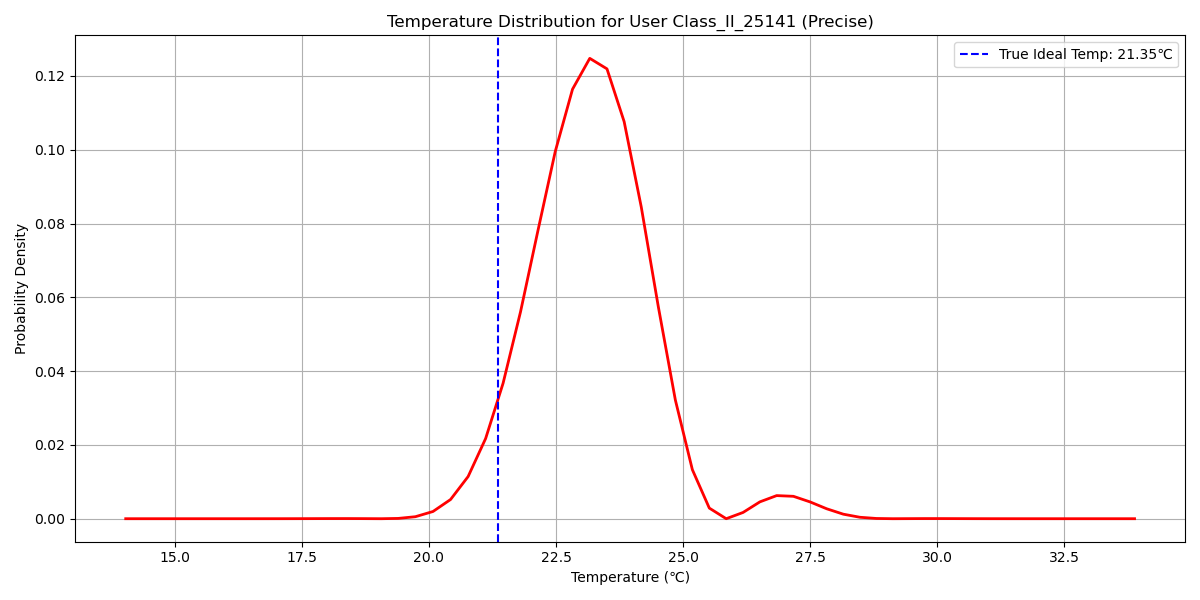 Temperature Distribution for User Class_II_25141 (Precise)
True Ideal Temp: 21.35℃
Probability Density
0.12
0.10
0.08
0.06
0.04
0.02
0.00
15.0 17.5 20.0 22.5 25.0 27.5 30.0 32.5
Temperature (℃)